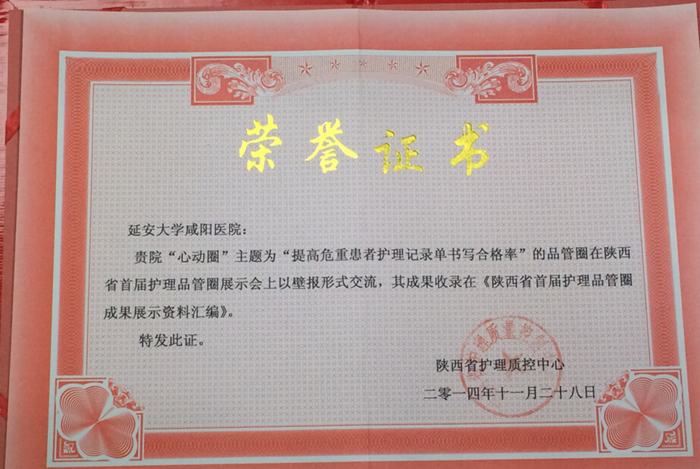 荣誉证书
延安大学咸阳医院：
贵院“心动圈”主题为“提高危重患者护理记录单书写合格率”的品管圈在陕西
省首届护理品管圈展示会上以壁报形式交流，其成果收录在《陕西省首届护理品管圈
成果展示资料汇编》。
特发此证。
陕西省护理质控中心
二零一四年十一月二十八日